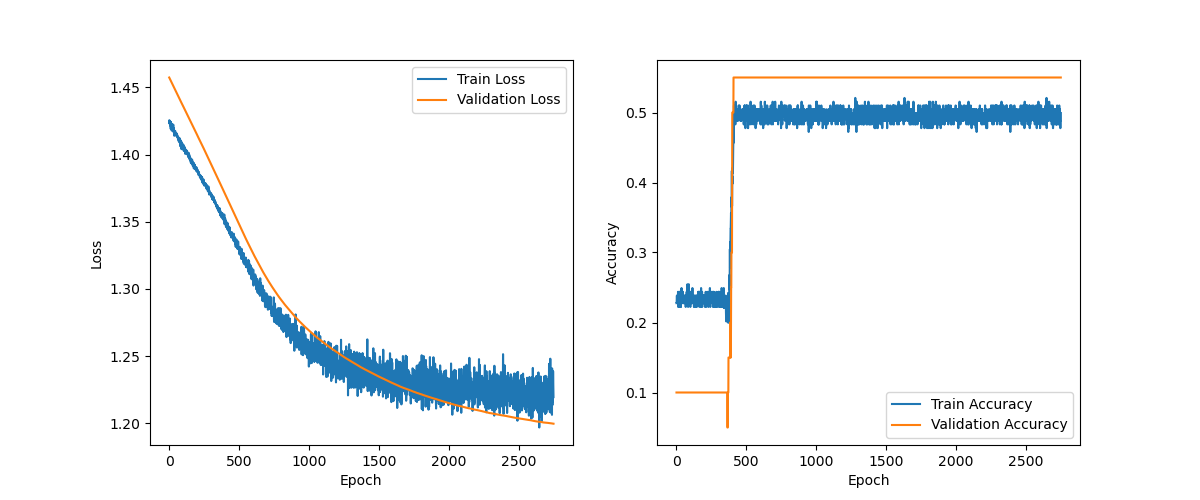 Train Loss
Validation Loss
1.45
1.40
1.35
1.30
1.25
1.20
Loss
0
500
1000
1500
2000
2500
Epoch
0.5
0.4
0.3
0.2
0.1
Accuracy
Train Accuracy
Validation Accuracy
0
500
1000
1500
2000
2500
Epoch